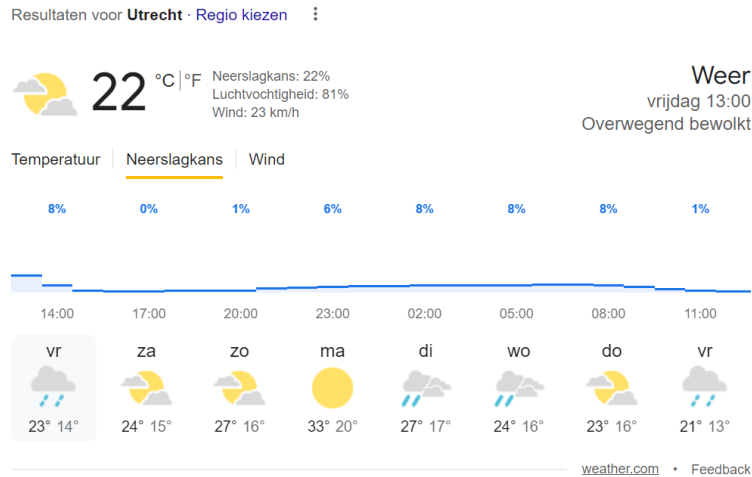 Resultaten voor Utrecht · Regio kiezen
22 °C | °F
Neerslagkans: 22%
Luchtvochtigheid: 81%
Wind: 23 km/h
Weer
vrijdag 13:00
Overwegend bewolkt
Temperatuur Neerslagkans Wind
8% 0% 1% 6% 8% 8% 8% 1%
14:00 17:00 20:00 23:00 02:00 05:00 08:00 11:00
vr za zo ma di wo do vr
23° 14° 24° 15° 27° 16° 33° 20° 27° 17° 24° 16° 23° 16° 21° 13°
weather.com • Feedback